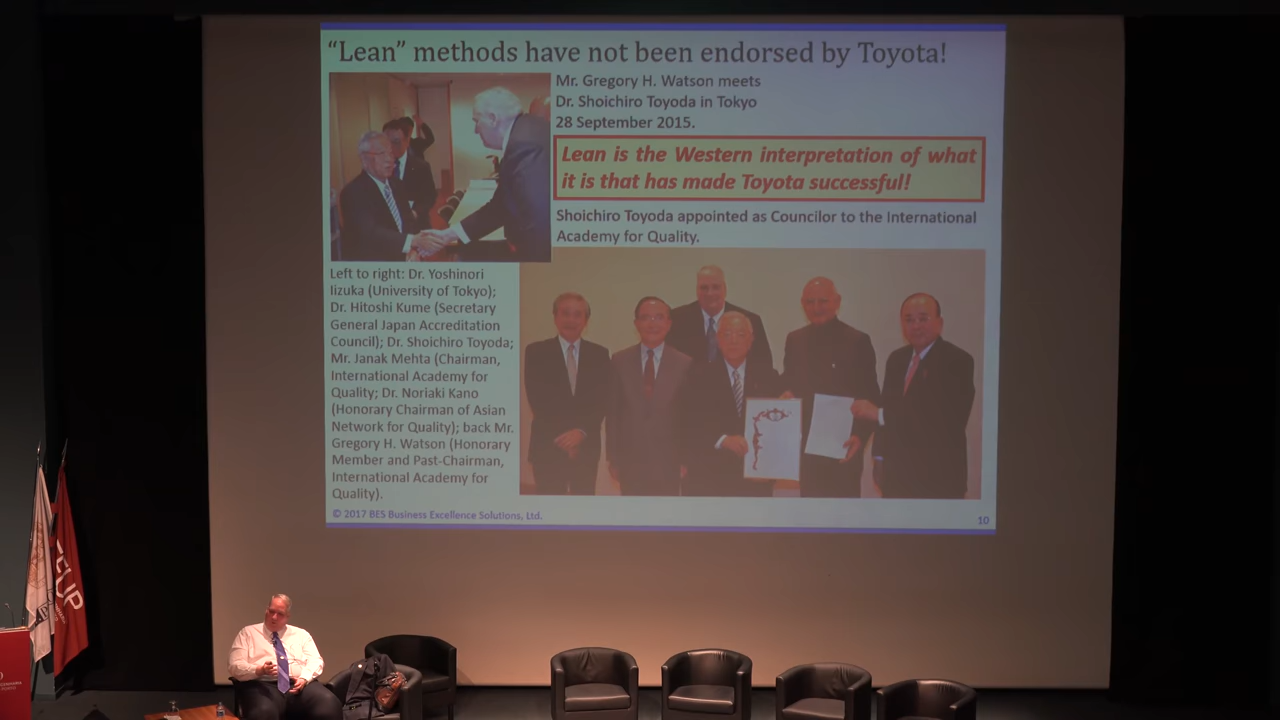 “Lean” methods have not been endorsed by Toyota!
Mr. Gregory H. Watson meets
Dr. Shoichiro Toyoda in Tokyo
28 September 2015.
Lean is the Western interpretation of what
it is that has made Toyota successful!
Shoichiro Toyoda appointed as Councilor to the International
Academy for Quality.
Left to right: Dr. Yoshinori
Iizuka (University of Tokyo);
Dr. Hitoshi Kume (Secretary
General Japan Accreditation
Council); Dr. Shoichiro Toyoda;
Mr. Janak Mehta (Chairman,
International Academy for
Quality; Dr. Noriaki Kano
(Honorary Chairman of Asian
Network for Quality); back Mr.
Gregory H. Watson (Honorary
Member and Past-Chairman,
International Academy for
Quality).
© 2017 BES Business Excellence Solutions, Ltd.
10
FEUP